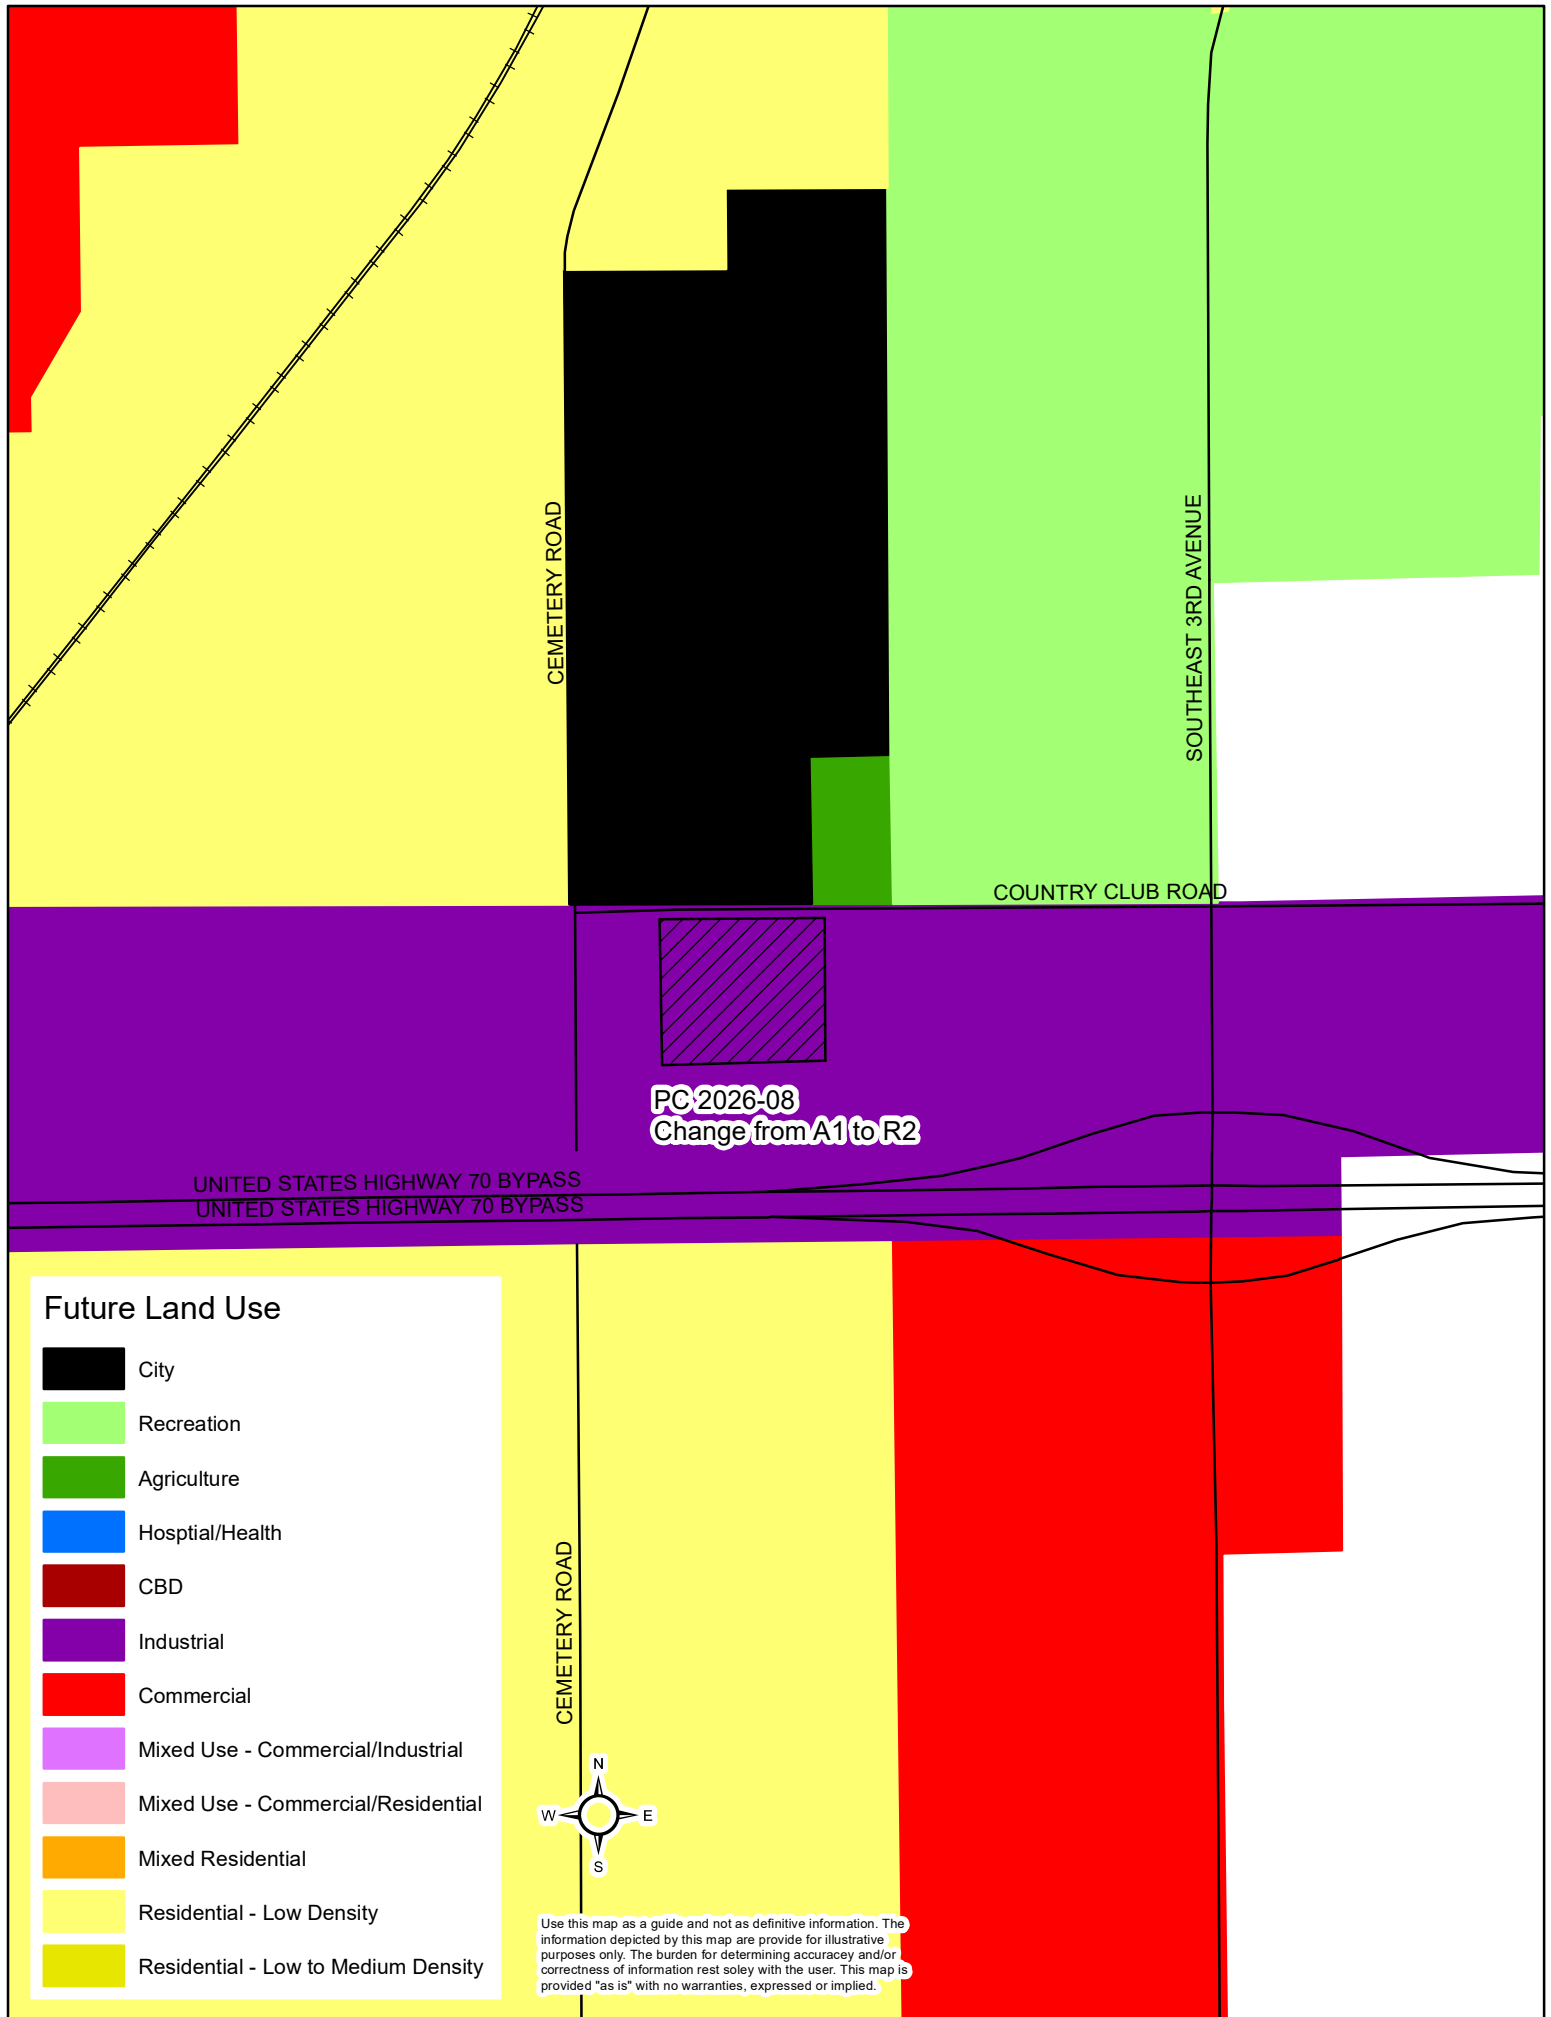 CEMETERY ROAD
SOUTHEAST 3RD AVENUE
COUNTRY CLUB ROAD
PC 2026-08
Change from A1 to R2
UNITED STATES HIGHWAY 70 BYPASS
UNITED STATES HIGHWAY 70 BYPASS
Future Land Use
City
Recreation
Agriculture
Hosptial/Health
CBD
Industrial
Commercial
Mixed Use - Commercial/Industrial
Mixed Use - Commercial/Residential
Mixed Residential
Residential - Low Density
Residential - Low to Medium Density
CEMETERY ROAD
N
W
E
S
Use this map as a guide and not as definitive information. The
information depicted by this map are provide for illustrative
purposes only. The burden for determining accuracey and/or
correctness of information rest soley with the user. This map is
provided "as is" with no warranties, expressed or implied.